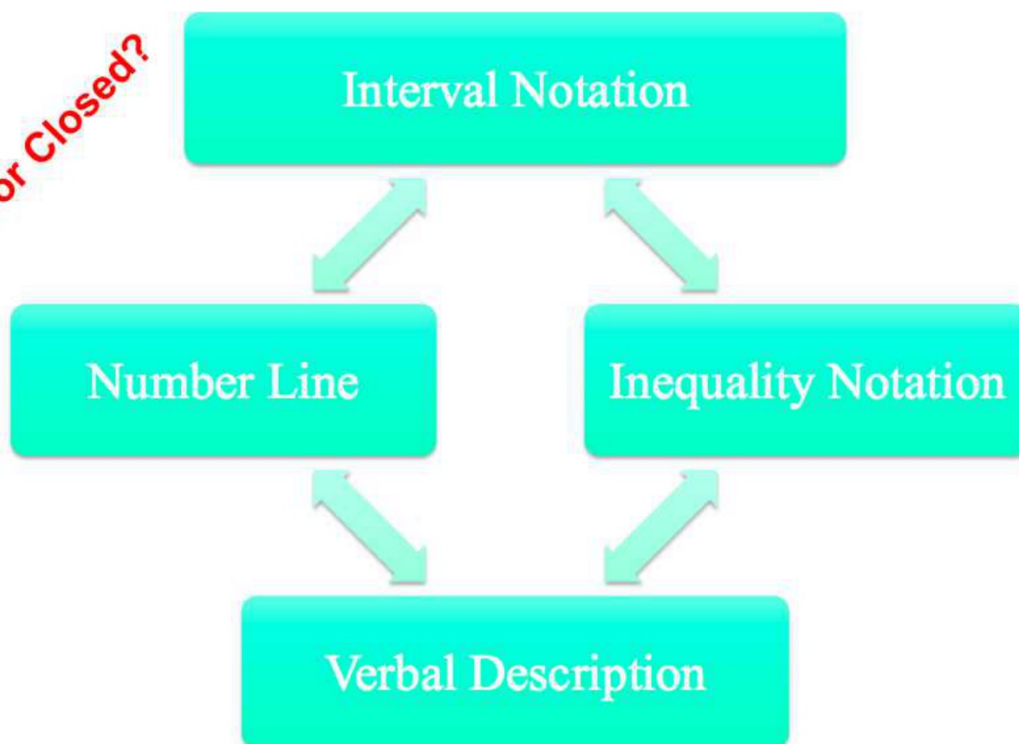 or Closed?
Interval Notation
Number Line
Inequality Notation
Verbal Description